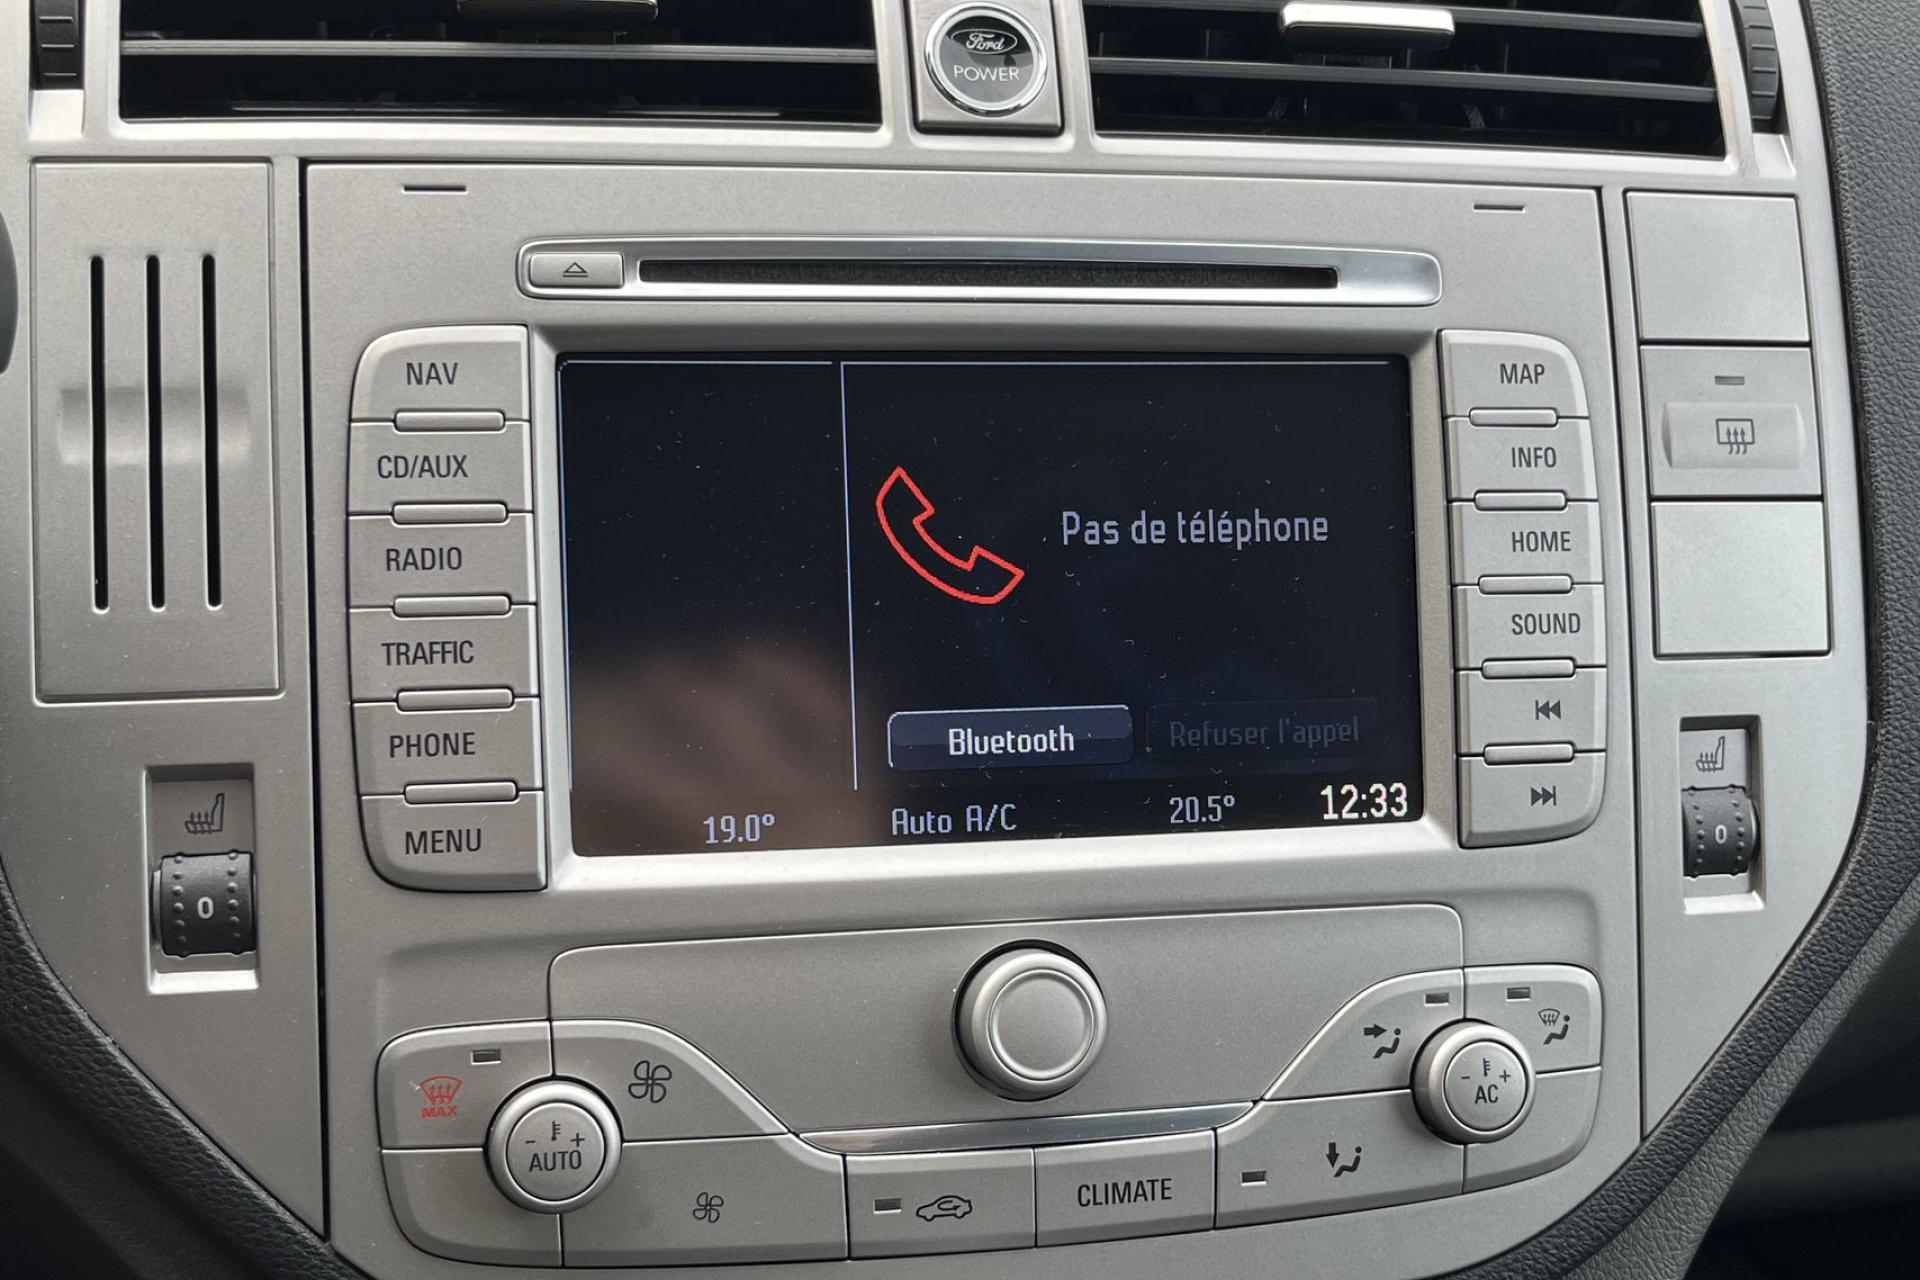 Ford
POWER
NAV
CD/AUX
RADIO
TRAFFIC
PHONE
MENU
Pas de téléphone
Bluetooth
Refuser l'appel
19.0°
Auto A/C
20.5°
12:33
MAP
INFO
HOME
SOUND
0
0
MAX
- +
AUTO
CLIMATE
- +
AC